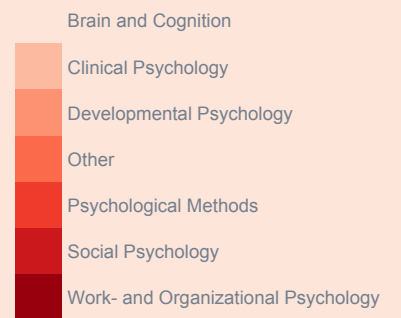 Brain and Cognition
Clinical Psychology
Developmental Psychology
Other
Psychological Methods
Social Psychology
Work- and Organizational Psychology